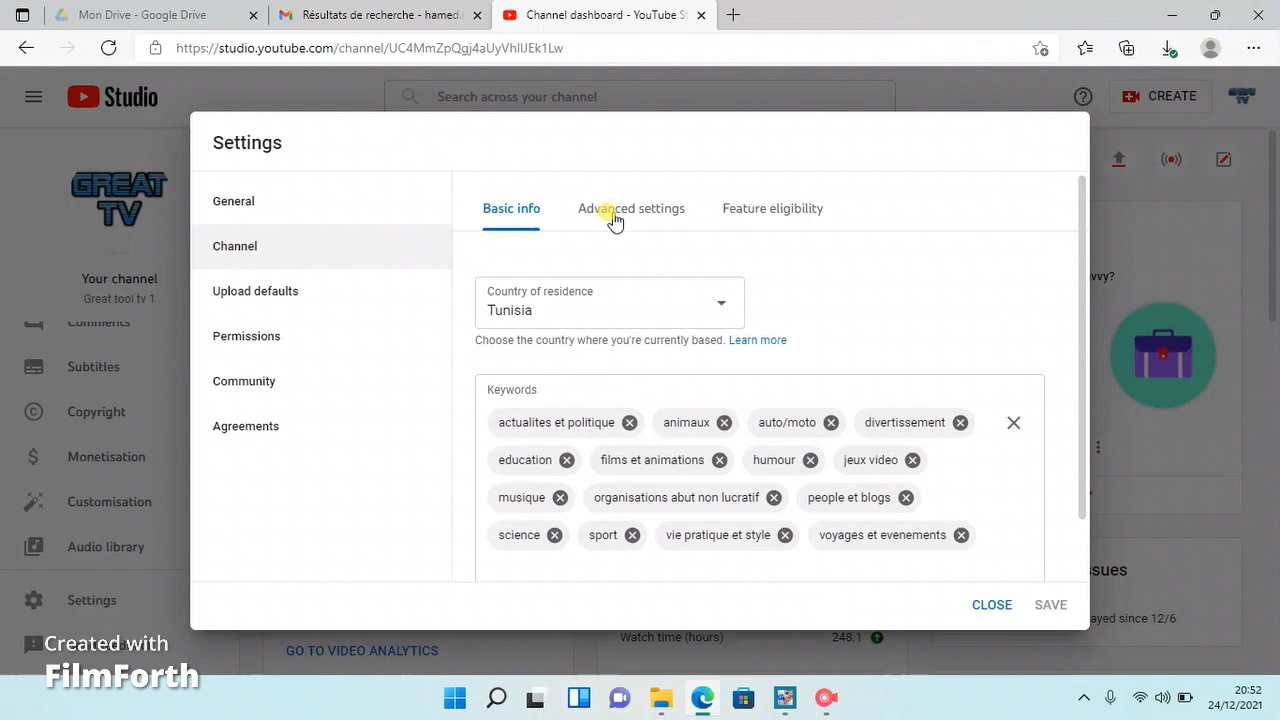 Mon Drive - Google Drive
Résultats de recherche - hamed.
Channel dashboard - YouTube St
https://studio.youtube.com/channel/UC4MmZpQgj4aUyVhlIJEk1Lw
Studio
Search across your channel
CREATE
GREAT TV
Settings
General
Channel
Upload defaults
Permissions
Community
Agreements
Basic info
Advanced settings
Feature eligibility
Country of residence
Tunisia
Choose the country where you're currently based. Learn more
Keywords
actualites et politique
animaux
auto/moto
divertissement
education
films et animations
humour
jeux video
musique
organisations abut non lucratif
people et blogs
science
sport
vie pratique et style
voyages et evenements
CLOSE
SAVE
GREAT
TV
Your channel
Great tool tv 1
Comments
Subtitles
Copyright
Monetisation
Customisation
Audio library
Settings
vvy?
ssues
ayed since 12/6
Watch time (hours)
248.1
GO TO VIDEO ANALYTICS
Created with
FilmForth
20:52
24/12/2021